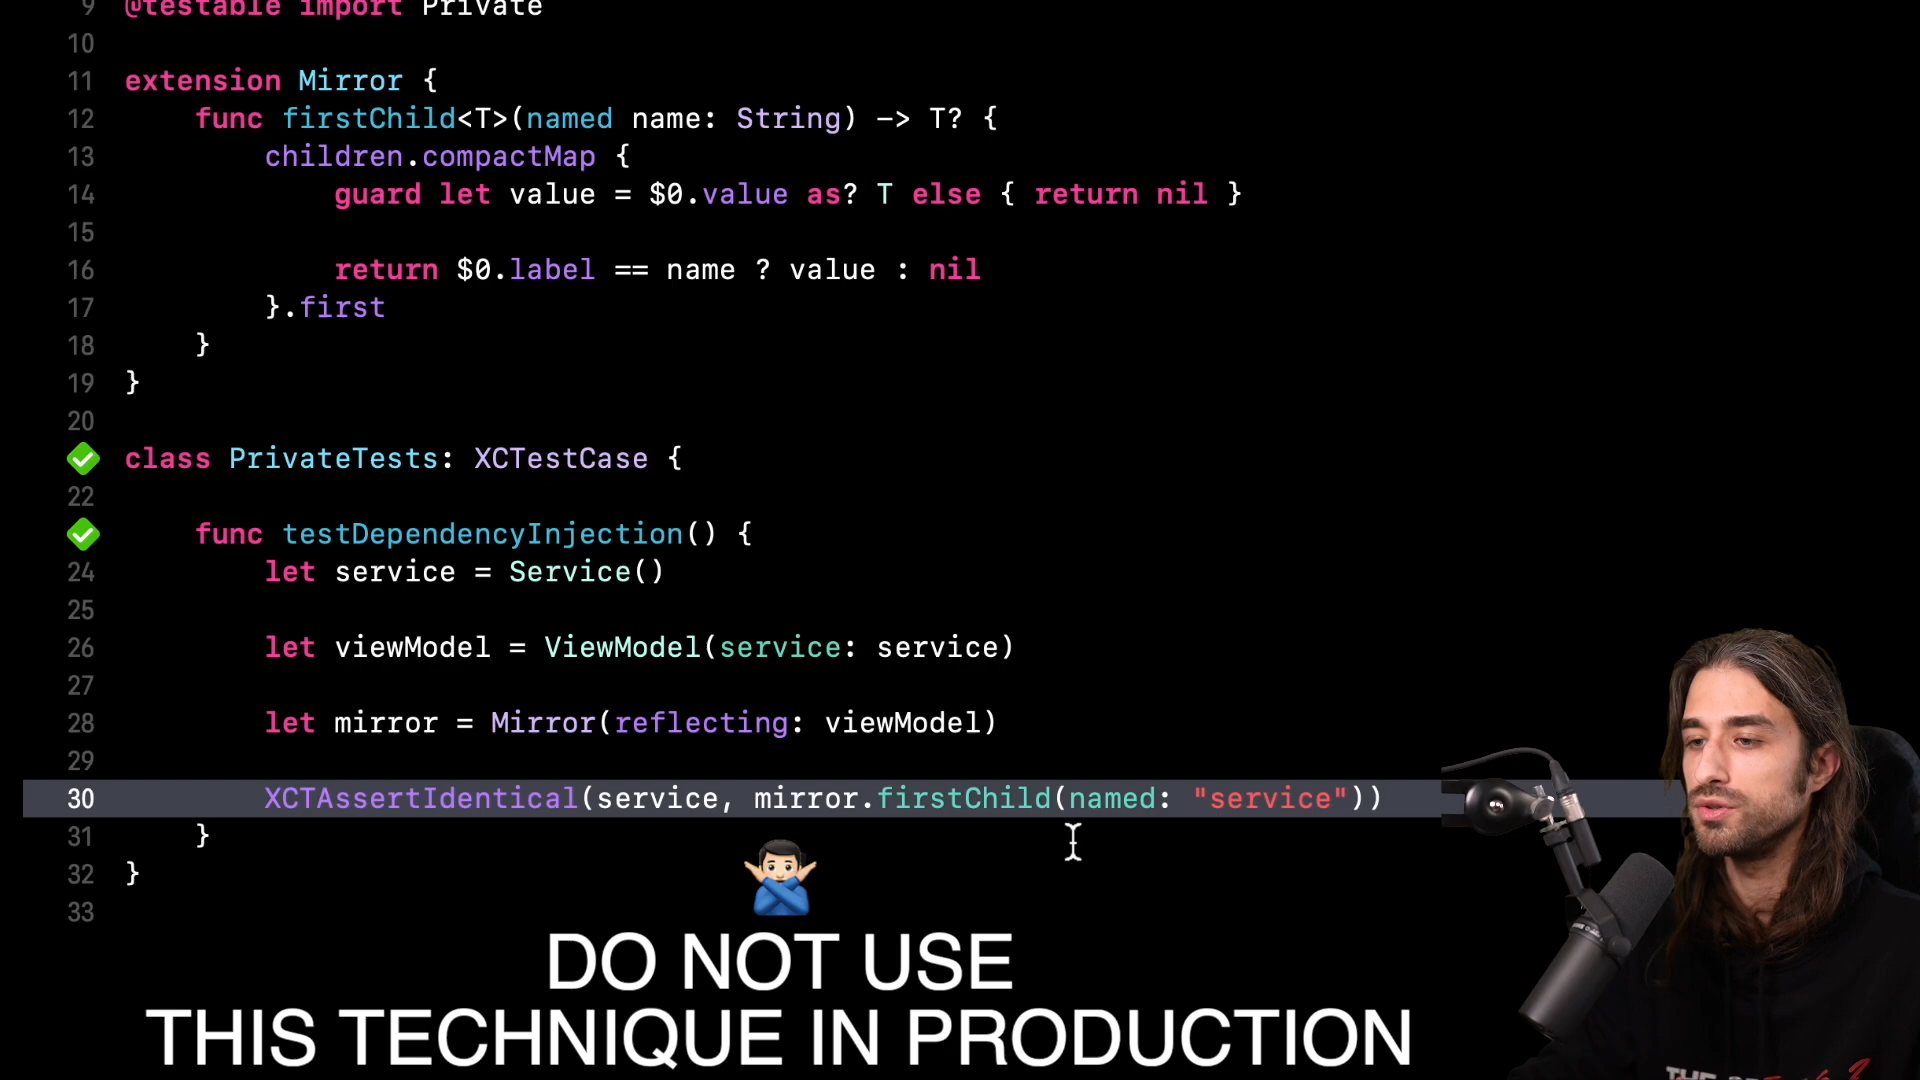 9 @testable import Private
10
11 extension Mirror {
12 func firstChild<T>(named name: String) -> T? {
13 children.compactMap {
14 guard let value = $0.value as? T else { return nil }
15
16 return $0.label == name ? value : nil
17 }.first
18 }
19 }
20
class PrivateTests: XCTestCase {
22
func testDependencyInjection() {
24 let service = Service()
25
26 let viewModel = ViewModel(service: service)
27
28 let mirror = Mirror(reflecting: viewModel)
29
30 XCTAssertIdentical(service, mirror.firstChild(named: "service"))
31 }
32 }
33
DO NOT USE
THIS TECHNIQUE IN PRODUCTION